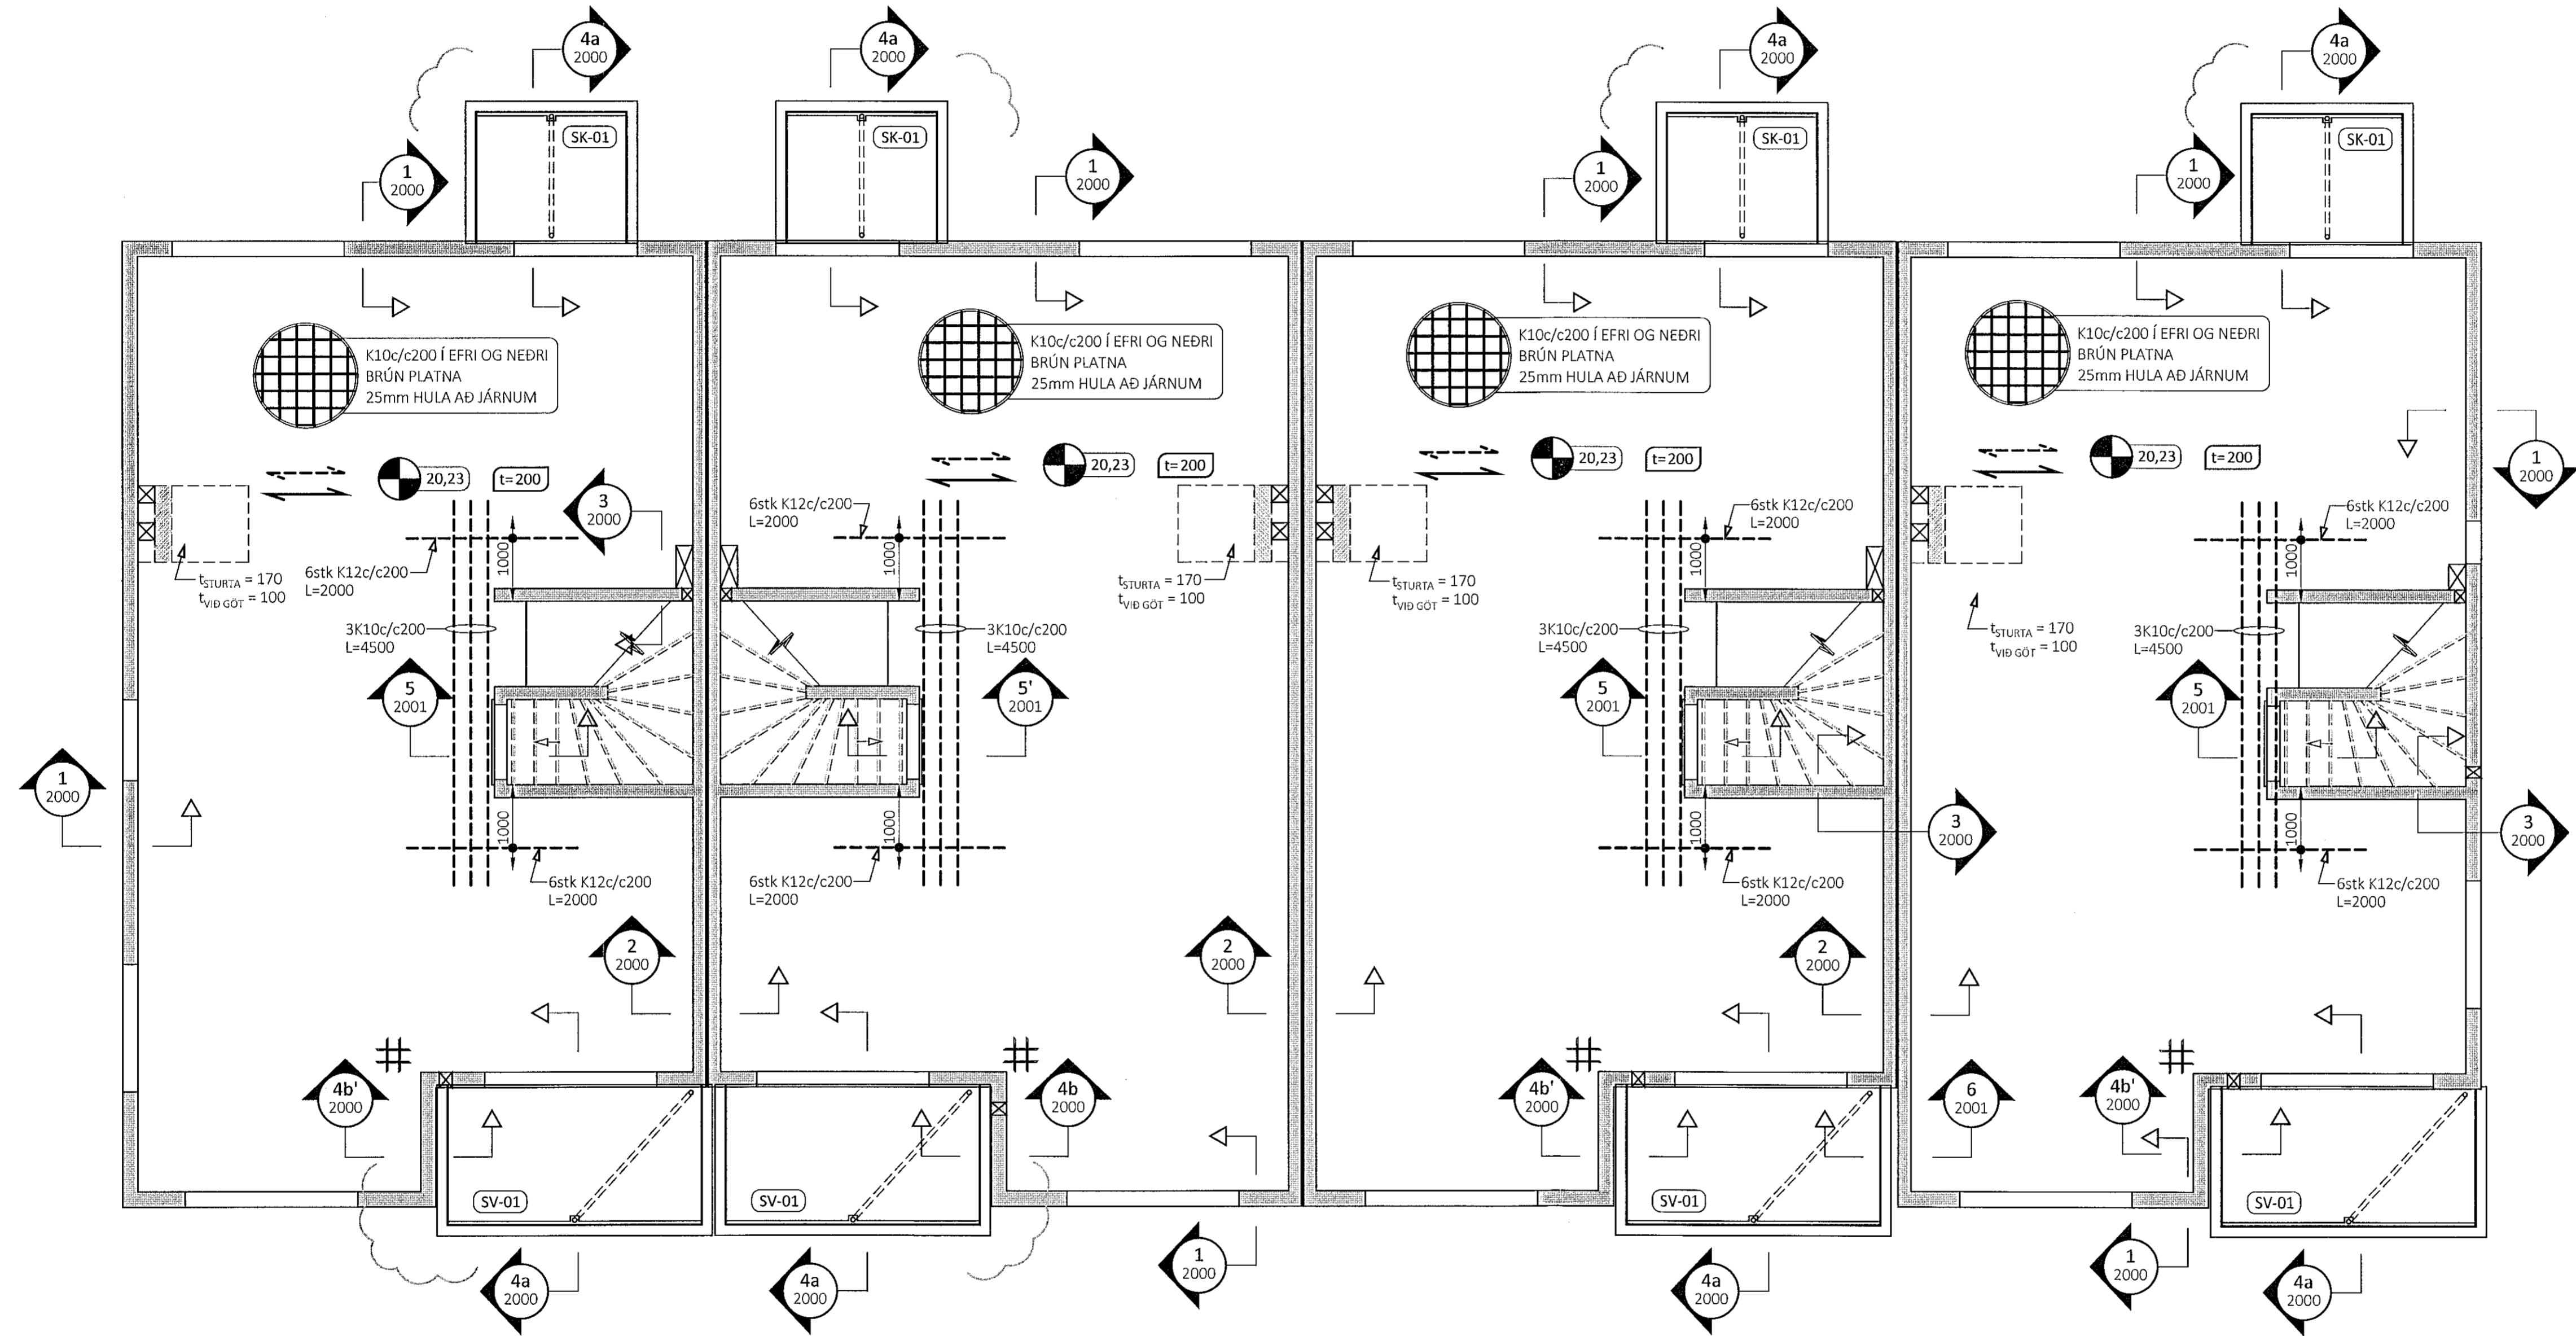 4a
2000
4a
2000
4a
2000
4a
2000
SK-01
SK-01
SK-01
SK-01
1
2000
1
2000
1
2000
1
2000
K10c/c200 Í EFRI OG NEÐRI
BRÚN PLATNA
25mm HULA AÐ JÁRNUM
K10c/c200 Í EFRI OG NEÐRI
BRÚN PLATNA
25mm HULA AÐ JÁRNUM
K10c/c200 Í EFRI OG NEÐRI
BRÚN PLATNA
25mm HULA AÐ JÁRNUM
K10c/c200 Í EFRI OG NEÐRI
BRÚN PLATNA
25mm HULA AÐ JÁRNUM
20,23
t=200
20,23
t=200
20,23
t=200
20,23
t=200
1
2000
3
2000
6stk K12c/c200
L=2000
6stk K12c/c200
L=2000
6stk K12c/c200
L=2000
6stk K12c/c200
L=2000
1000
1000
1000
1000
tSTURTA = 170
tVIÐ GÖT = 100
tSTURTA = 170
tVIÐ GÖT = 100
tSTURTA = 170
tVIÐ GÖT = 100
tSTURTA = 170
tVIÐ GÖT = 100
3K10c/c200
L=4500
3K10c/c200
L=4500
3K10c/c200
L=4500
3K10c/c200
L=4500
5
2001
5'
2001
5
2001
5
2001
1
2000
1000
1000
1000
1000
3
2000
3
2000
6stk K12c/c200
L=2000
6stk K12c/c200
L=2000
6stk K12c/c200
L=2000
6stk K12c/c200
L=2000
2
2000
2
2000
2
2000
4b'
2000
4b
2000
4b'
2000
6
2001
4b'
2000
SV-01
SV-01
SV-01
SV-01
4a
2000
4a
2000
1
2000
4a
2000
1
2000
4a
2000